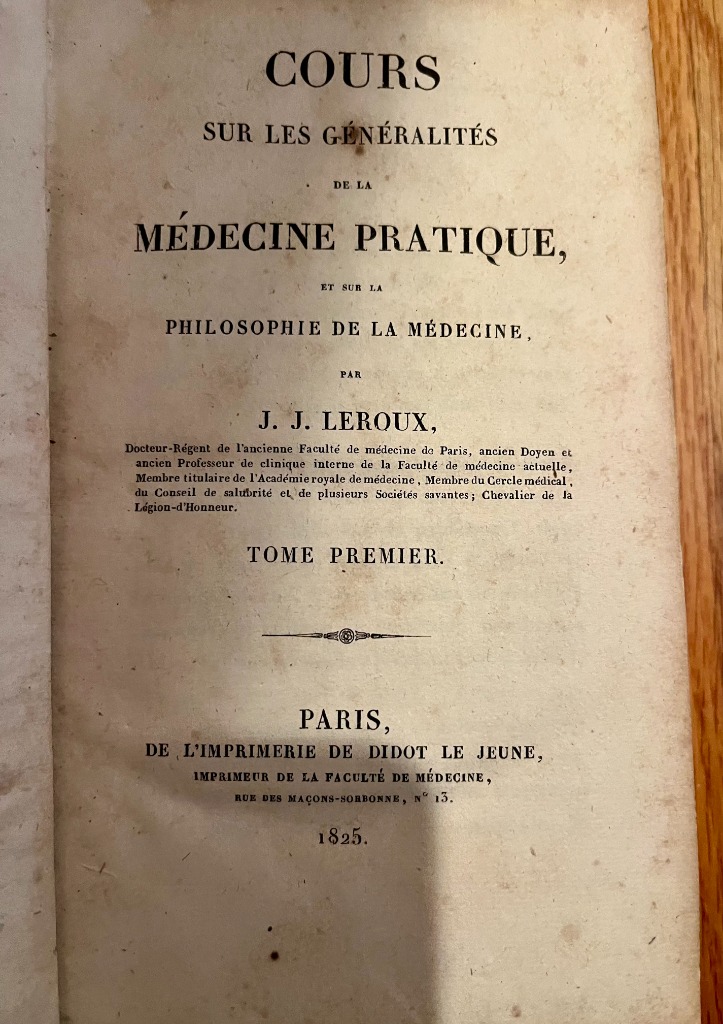 COURS
SUR LES GÉNÉRALITÉS
DE LA
MÉDECINE PRATIQUE,
ET SUR LA
PHILOSOPHIE DE LA MÉDECINE,
PAR
J. J. LEROUX,
Docteur-Régent de l'ancienne Faculté de médecine de Paris, ancien Doyen et
ancien Professeur de clinique interne de la Faculté de médecine actuelle,
Membre titulaire de l'Académie royale de médecine, Membre du Cercle médical,
du Conseil de salubrité et de plusieurs Sociétés savantes; Chevalier de la
Légion-d'Honneur.
TOME PREMIER.
PARIS,
DE L'IMPRIMERIE DE DIDOT LE JEUNE,
IMPRIMEUR DE LA FACULTÉ DE MÉDECINE,
RUE DES MAÇONS-SORBONNE, N° 13.
1825.